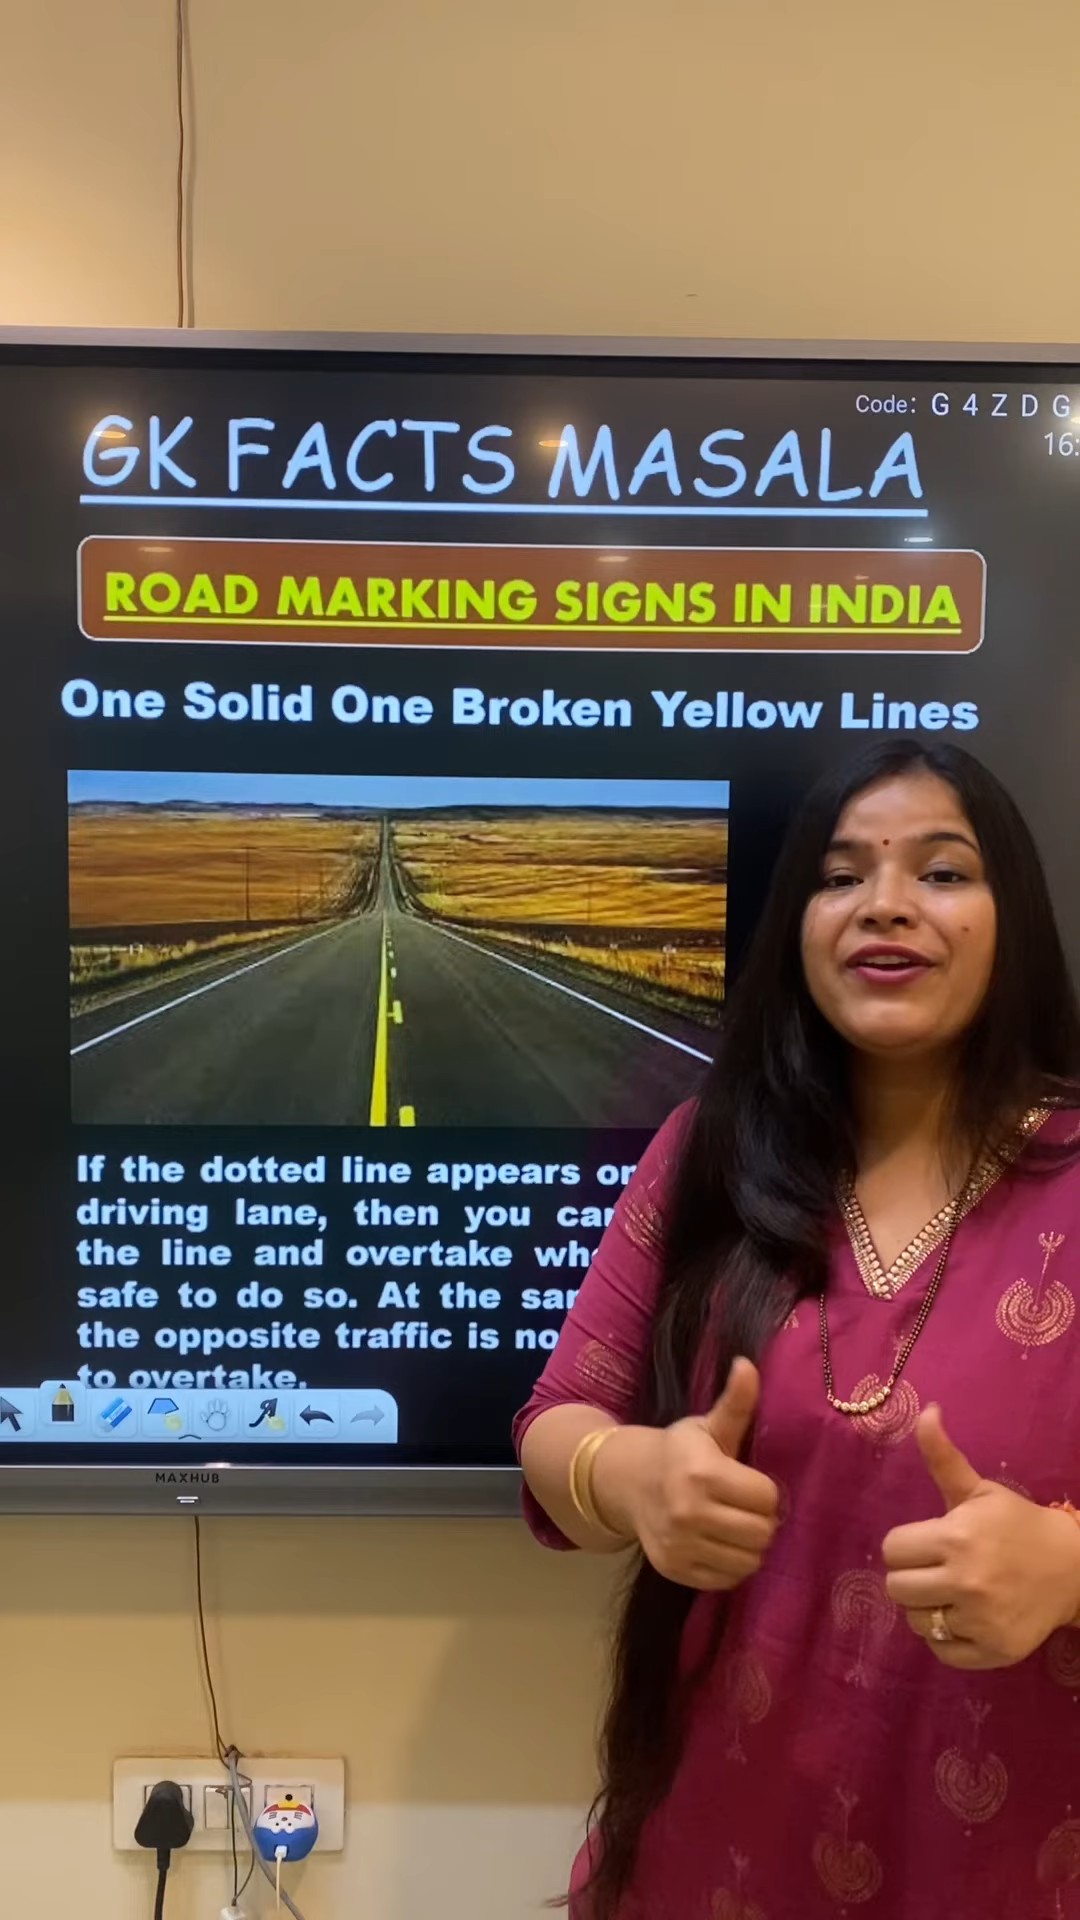 Code: G 4 Z D G
16:
GK FACTS MASALA
ROAD MARKING SIGNS IN INDIA
One Solid One Broken Yellow Lines
If the dotted line appears
driving lane, then you
the line and overtake
safe to do so. At the
the opposite traffic is
to overtake.
MAXHUB